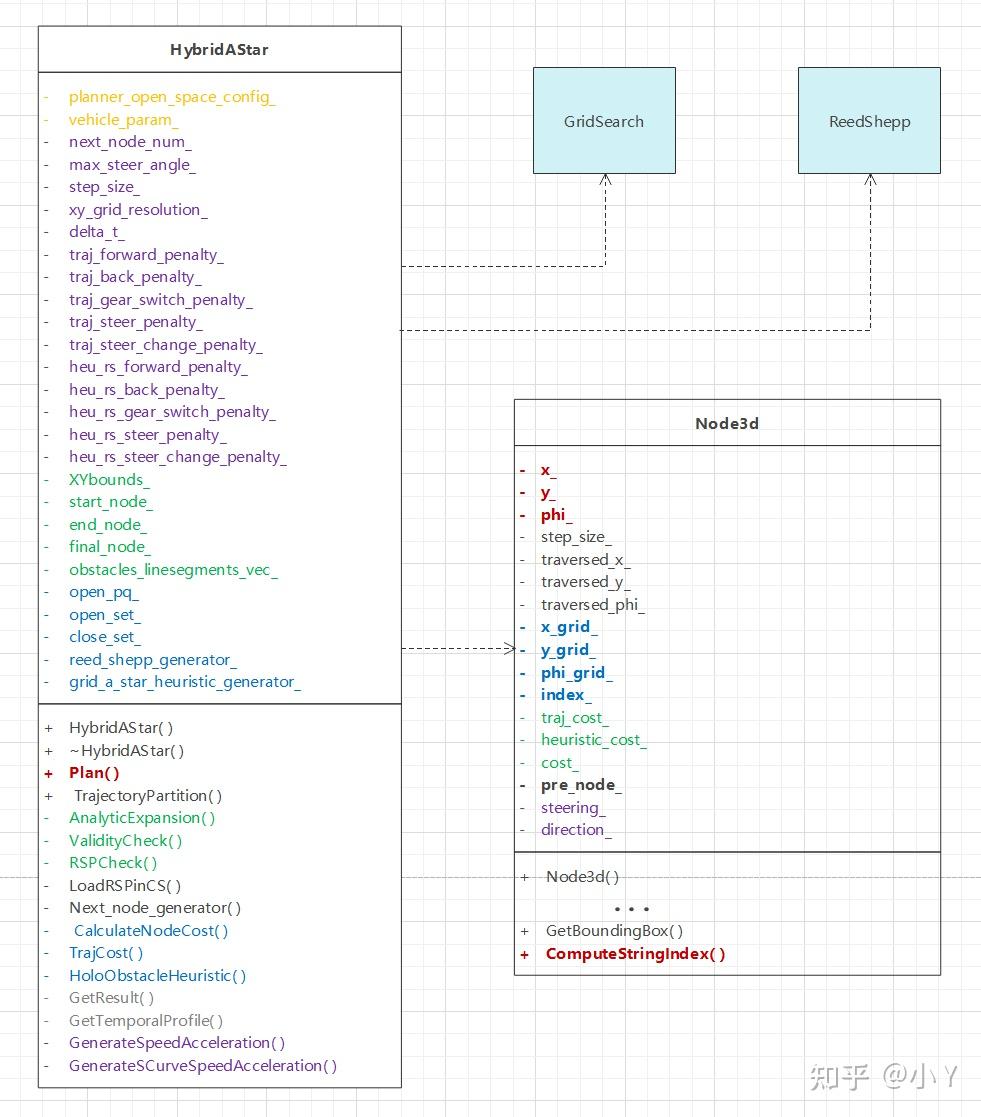 HybridAStar
- planner_open_space_config_
- vehicle_param_
- next_node_num_
- max_steer_angle_
- step_size_
- xy_grid_resolution_
- delta_t_
- traj_forward_penalty_
- traj_back_penalty_
- traj_gear_switch_penalty_
- traj_steer_penalty_
- traj_steer_change_penalty_
- heu_rs_forward_penalty_
- heu_rs_back_penalty_
- heu_rs_gear_switch_penalty_
- heu_rs_steer_penalty_
- heu_rs_steer_change_penalty_
- XYbounds_
- start_node_
- end_node_
- final_node_
- obstacles_linesegments_vec_
- open_pq_
- open_set_
- close_set_
- reed_shepp_generator_
- grid_a_star_heuristic_generator_
+ HybridAStar()
+ ~HybridAStar()
+ Plan()
+ TrajectoryPartition()
- AnalyticExpansion()
- ValidityCheck()
- RSPCheck()
- LoadRSPinCS()
- Next_node_generator()
- CalculateNodeCost()
- TrajCost()
- HoloObstacleHeuristic()
- GetResult()
- GetTemporalProfile()
- GenerateSpeedAcceleration()
- GenerateSCurveSpeedAcceleration()
GridSearch
ReedShepp
Node3d
- x_
- y_
- phi_
- step_size_
- traversed_x_
- traversed_y_
- traversed_phi_
- x_grid_
- y_grid_
- phi_grid_
- index_
- traj_cost_
- heuristic_cost_
- cost_
- pre_node_
- steering_
- direction_
+ Node3d()
...
+ GetBoundingBox()
+ ComputeStringIndex()
知乎 @小Y